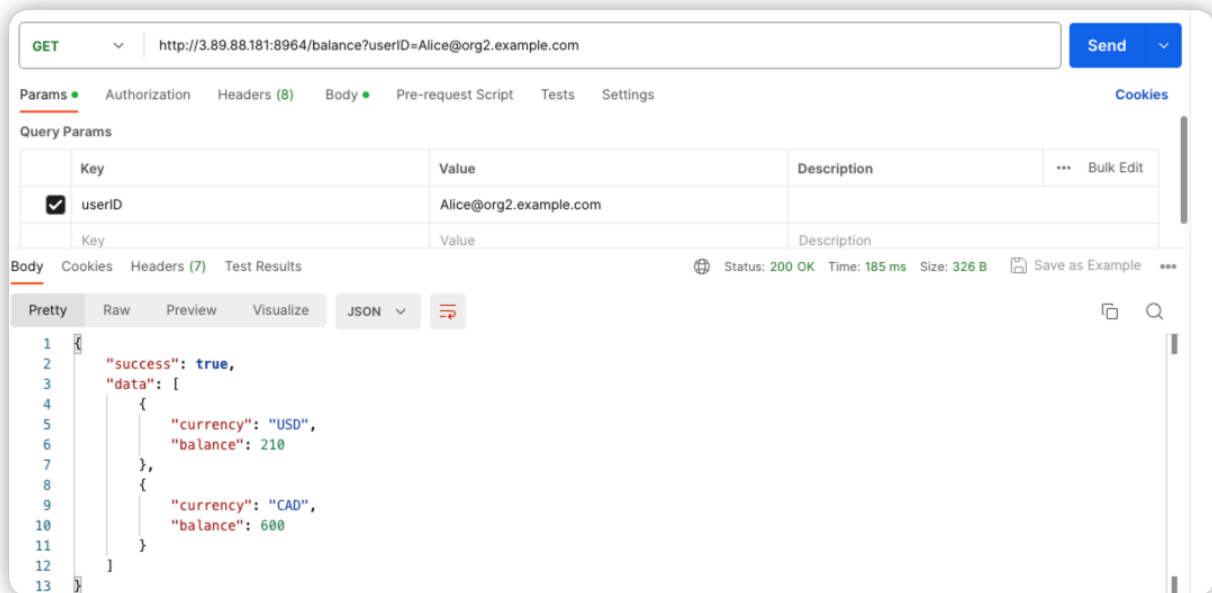 GET http://3.89.88.181:8964/balance?userID=Alice@org2.example.com Send
Params Authorization Headers (8) Body Pre-request Script Tests Settings Cookies
Query Params
Key Value Description ••• Bulk Edit
userID Alice@org2.example.com
Key Value Description
Body Cookies Headers (7) Test Results Status: 200 OK Time: 185 ms Size: 326 B Save as Example •••
Pretty Raw Preview Visualize JSON
1 {
2 "success": true,
3 "data": [
4 {
5 "currency": "USD",
6 "balance": 210
7 },
8 {
9 "currency": "CAD",
10 "balance": 600
11 }
12 ]
13 }